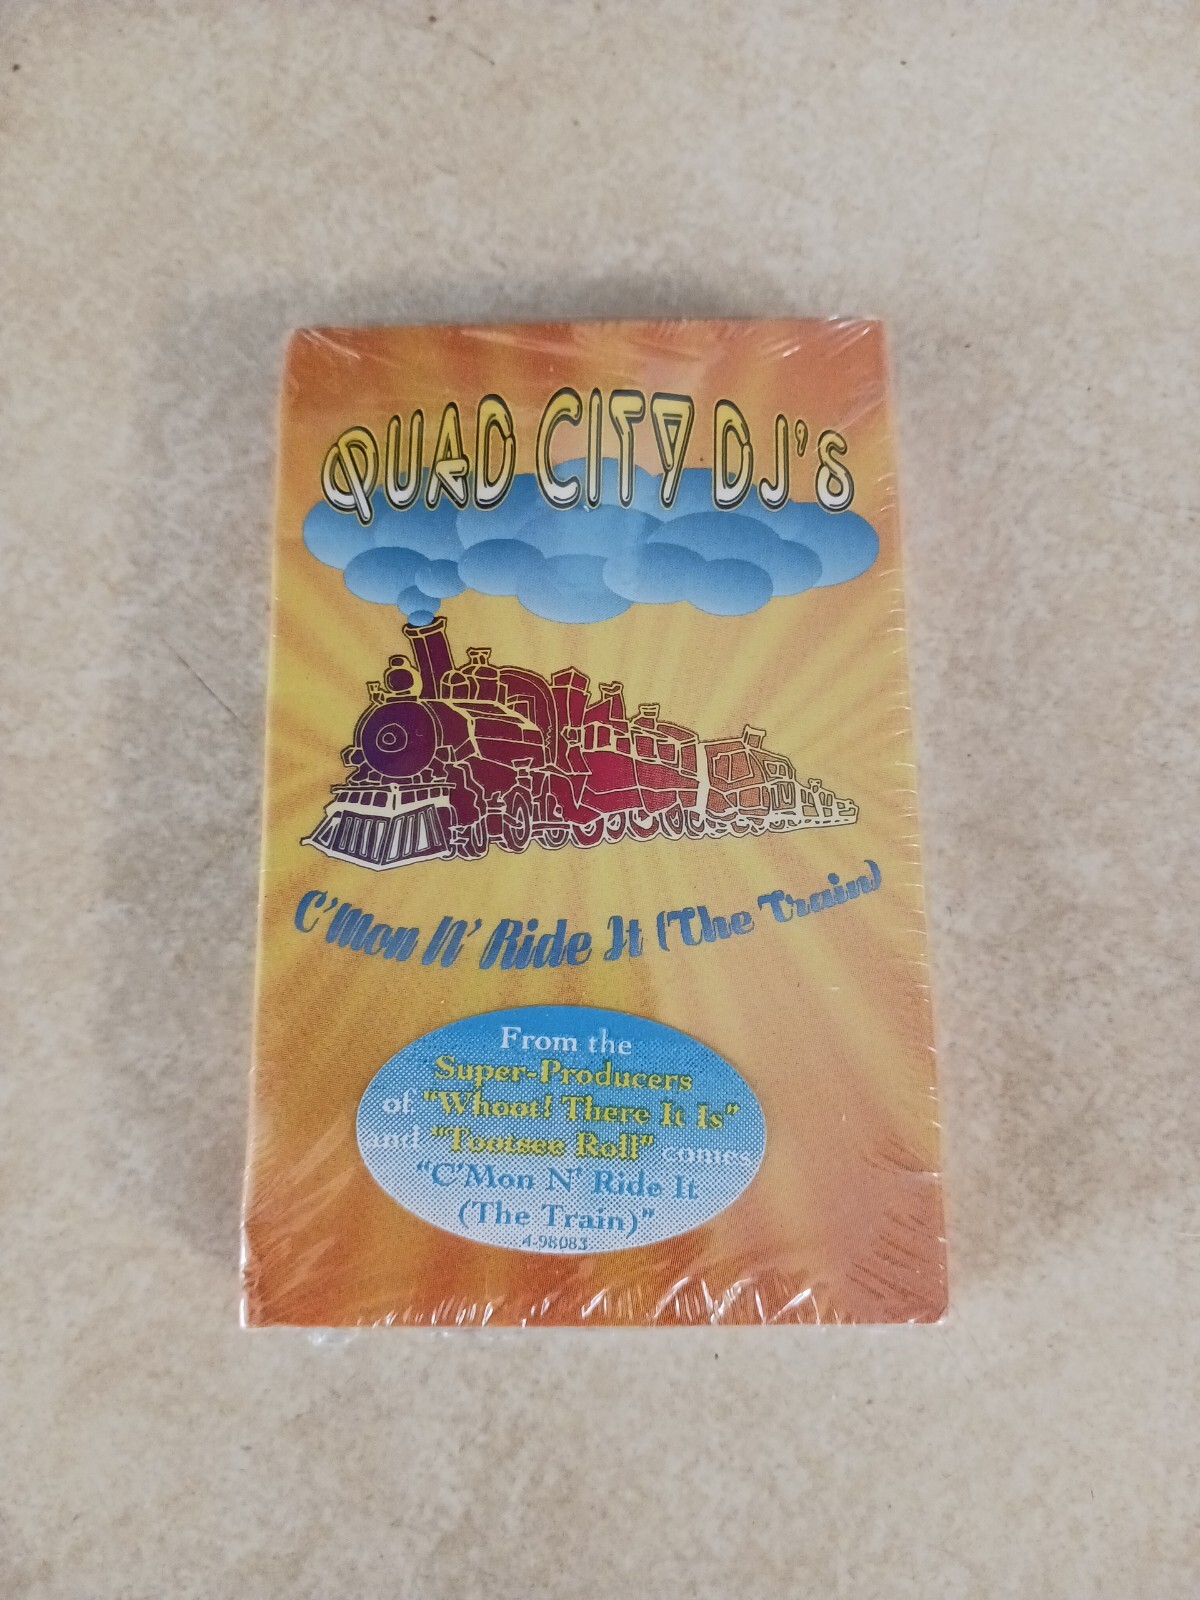 QUAD CITY DJ'S
C'Mon N' Ride It (The Train)
From the
Super-Producers
of "Whoot! There It Is"
and "Tootsee Roll" comes
"C'Mon N' Ride It
(The Train)"
4-98083